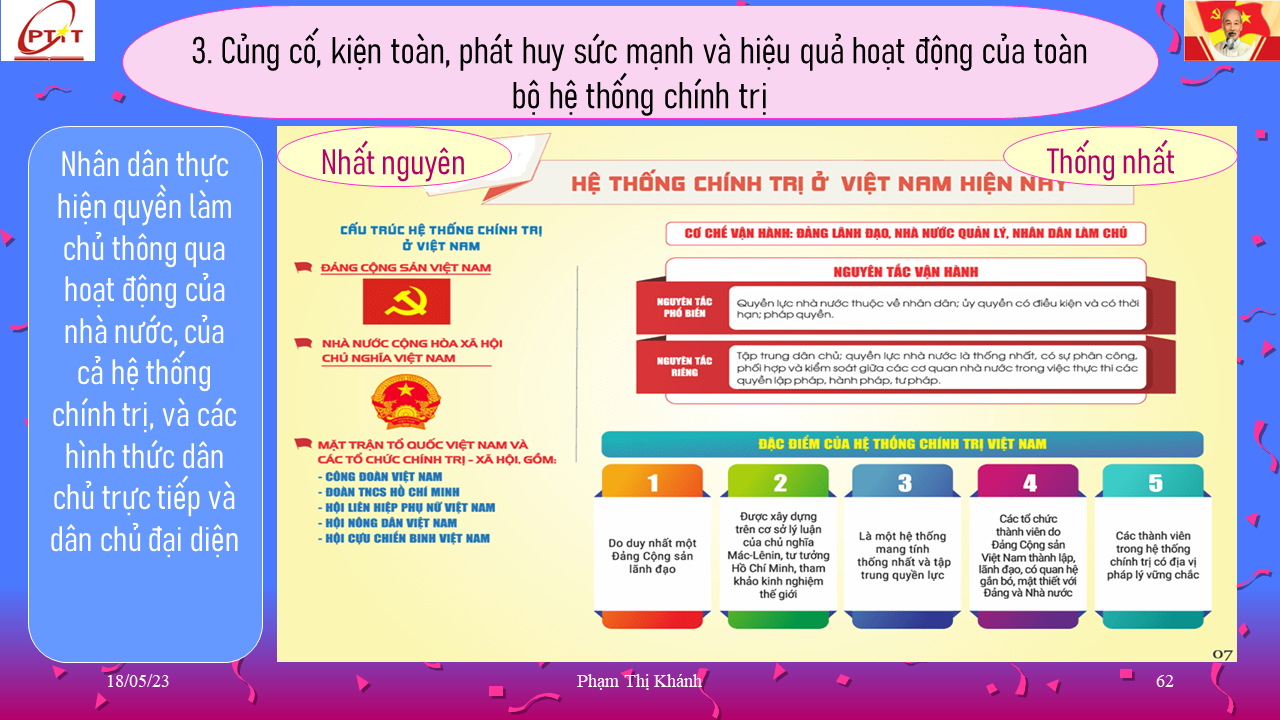 PTIT
3. Củng cố, kiện toàn, phát huy sức mạnh và hiệu quả hoạt động của toàn
bộ hệ thống chính trị
Nhân dân thực
hiện quyền làm
chủ thông qua
hoạt động của
nhà nước, của
cả hệ thống
chính trị, và các
hình thức dân
chủ trực tiếp và
dân chủ đại diện
Nhất nguyên
Thống nhất
HỆ THỐNG CHÍNH TRỊ Ở VIỆT NAM HIỆN NAY
CẤU TRÚC HỆ THỐNG CHÍNH TRỊ
Ở VIỆT NAM
ĐẢNG CỘNG SẢN VIỆT NAM
NHÀ NƯỚC CỘNG HÒA XÃ HỘI
CHỦ NGHĨA VIỆT NAM
MẶT TRẬN TỔ QUỐC VIỆT NAM VÀ
CÁC TỔ CHỨC CHÍNH TRỊ - XÃ HỘI, GỒM:
- CÔNG ĐOÀN VIỆT NAM
- ĐOÀN TNCS HỒ CHÍ MINH
- HỘI LIÊN HIỆP PHỤ NỮ VIỆT NAM
- HỘI NÔNG DÂN VIỆT NAM
- HỘI CỰU CHIẾN BINH VIỆT NAM
CƠ CHẾ VẬN HÀNH: ĐẢNG LÃNH ĐẠO, NHÀ NƯỚC QUẢN LÝ, NHÂN DÂN LÀM CHỦ
NGUYÊN TẮC VẬN HÀNH
NGUYÊN TẮC
PHỔ BIẾN
Quyền lực nhà nước thuộc về nhân dân; ủy quyền có điều kiện và có thời
hạn; pháp quyền.
NGUYÊN TẮC
RIÊNG
Tập trung dân chủ; quyền lực nhà nước là thống nhất, có sự phân công,
phối hợp và kiểm soát giữa các cơ quan nhà nước trong việc thực thi các
quyền lập pháp, hành pháp, tư pháp.
ĐẶC ĐIỂM CỦA HỆ THỐNG CHÍNH TRỊ VIỆT NAM
1
Do duy nhất một
Đảng Cộng sản
lãnh đạo
2
Được xây dựng
trên cơ sở lý luận
của chủ nghĩa
Mác-Lênin, tư tưởng
Hồ Chí Minh, tham
khảo kinh nghiệm
thế giới
3
Là một hệ thống
mang tính
thống nhất và tập
trung quyền lực
4
Các tổ chức
thành viên do
Đảng Cộng sản
Việt Nam thành lập,
lãnh đạo, có quan hệ
gắn bó, mật thiết với
Đảng và Nhà nước
5
Các thành viên
trong hệ thống
chính trị có địa vị
pháp lý vững chắc
07
18/05/23
Phạm Thị Khánh
62